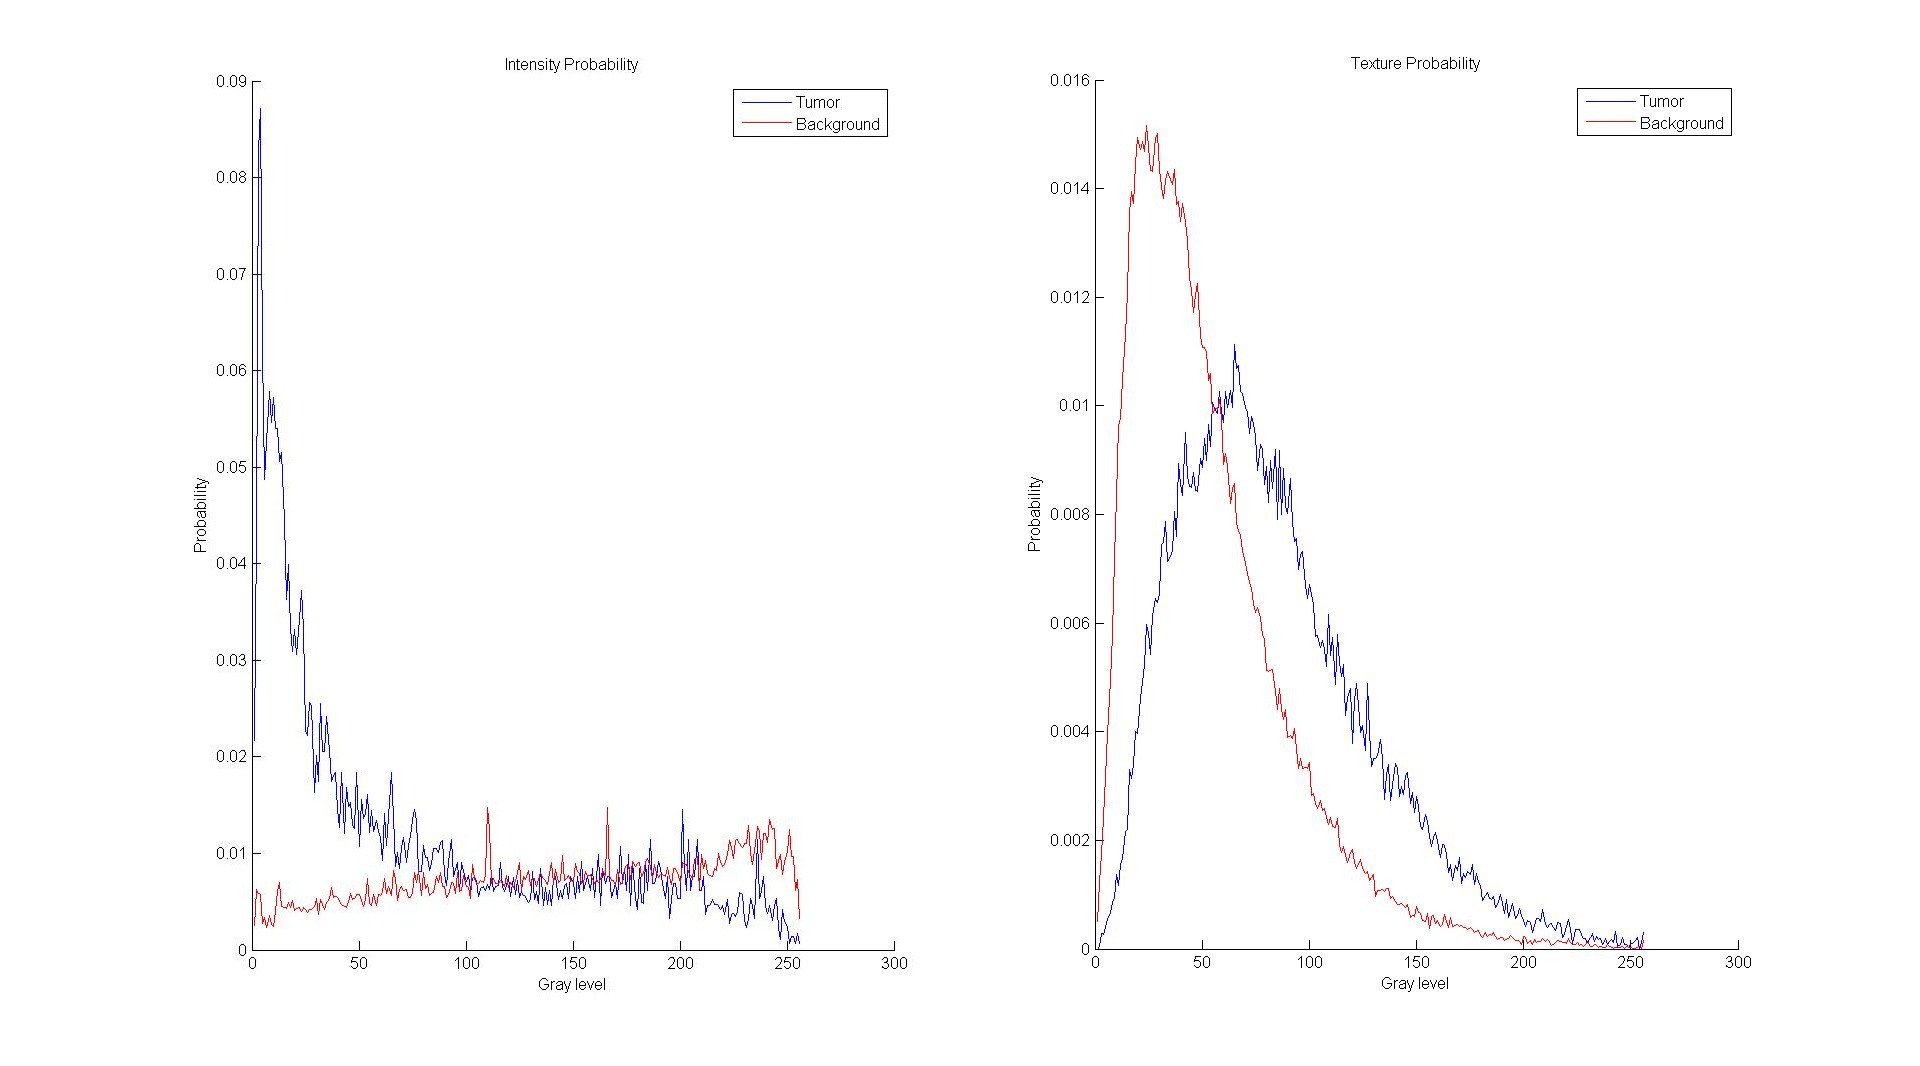 Intensity Probability
0.09
0.08
0.07
0.06
0.05
0.04
0.03
0.02
0.01
0
Probability
Tumor
Background
0 50 100 150 200 250 300
Gray level
Texture Probability
0.016
0.014
0.012
0.01
0.008
0.006
0.004
0.002
0
Probability
Tumor
Background
0 50 100 150 200 250 300
Gray level